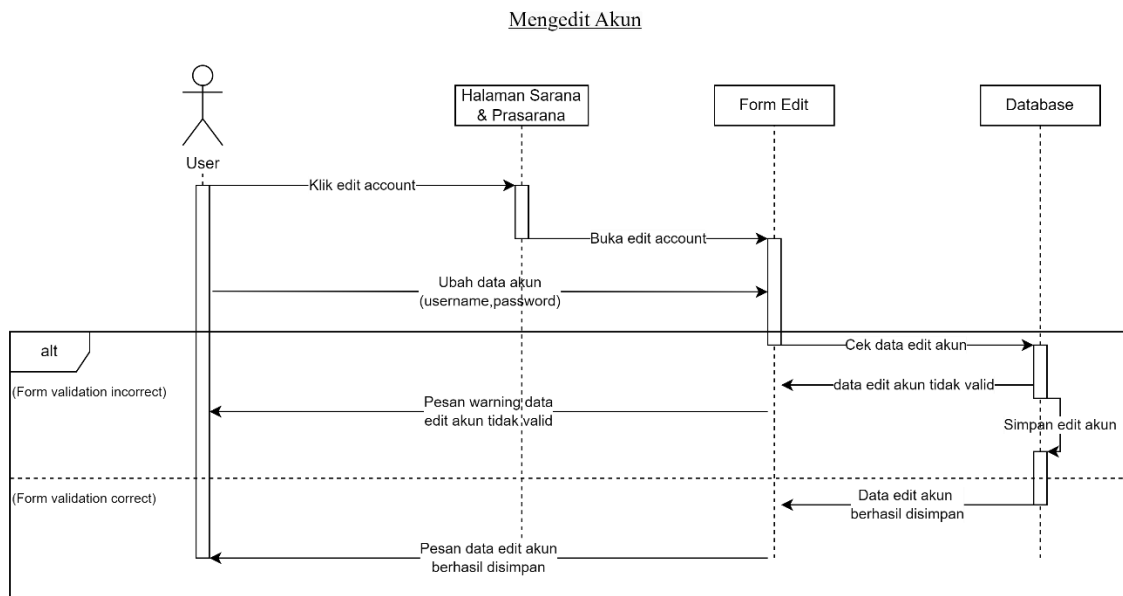 Mengedit Akun
Halaman Sarana
& Prasarana
Form Edit
Database
User
Klik edit account
Buka edit account
Ubah data akun
(username,password)
alt
Cek data edit akun
(Form validation incorrect)
data edit akun tidak valid
Pesan warning data
edit akun tidak valid
Simpan edit akun
(Form validation correct)
Data edit akun
berhasil disimpan
Pesan data edit akun
berhasil disimpan